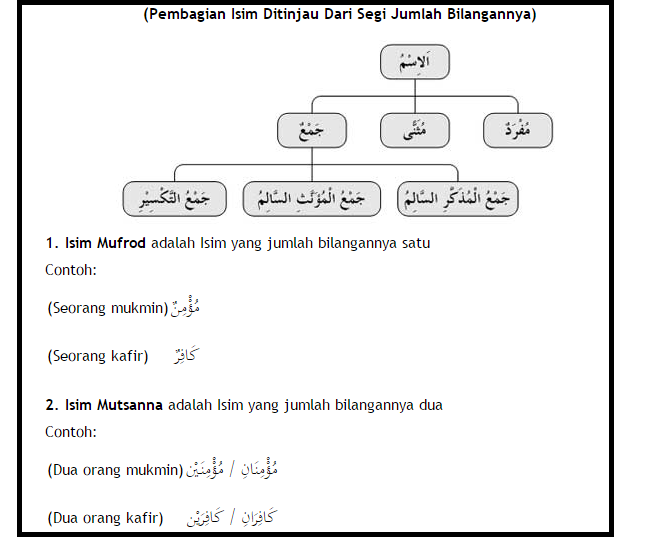 (Pembagian Isim Ditinjau Dari Segi Jumlah Bilangannya)
اَلاِسْمُ
مُفْرَدٌ
مُثَنًّى
جَمْعٌ
جَمْعُ الْمُذَكَّرِ السَّالِمُ
جَمْعُ الْمُؤَنَّثِ السَّالِمُ
جَمْعُ التَّكْسِيْرِ
1. Isim Mufrod adalah Isim yang jumlah bilangannya satu
Contoh:
(Seorang mukmin) مُؤْمِنٌ
(Seorang kafir) كَافِرٌ
2. Isim Mutsanna adalah Isim yang jumlah bilangannya dua
Contoh:
(Dua orang mukmin) مُؤْمِنَانِ / مُؤْمِنَيْنِ
(Dua orang kafir) كَافِرَانِ / كَافِرَيْنِ